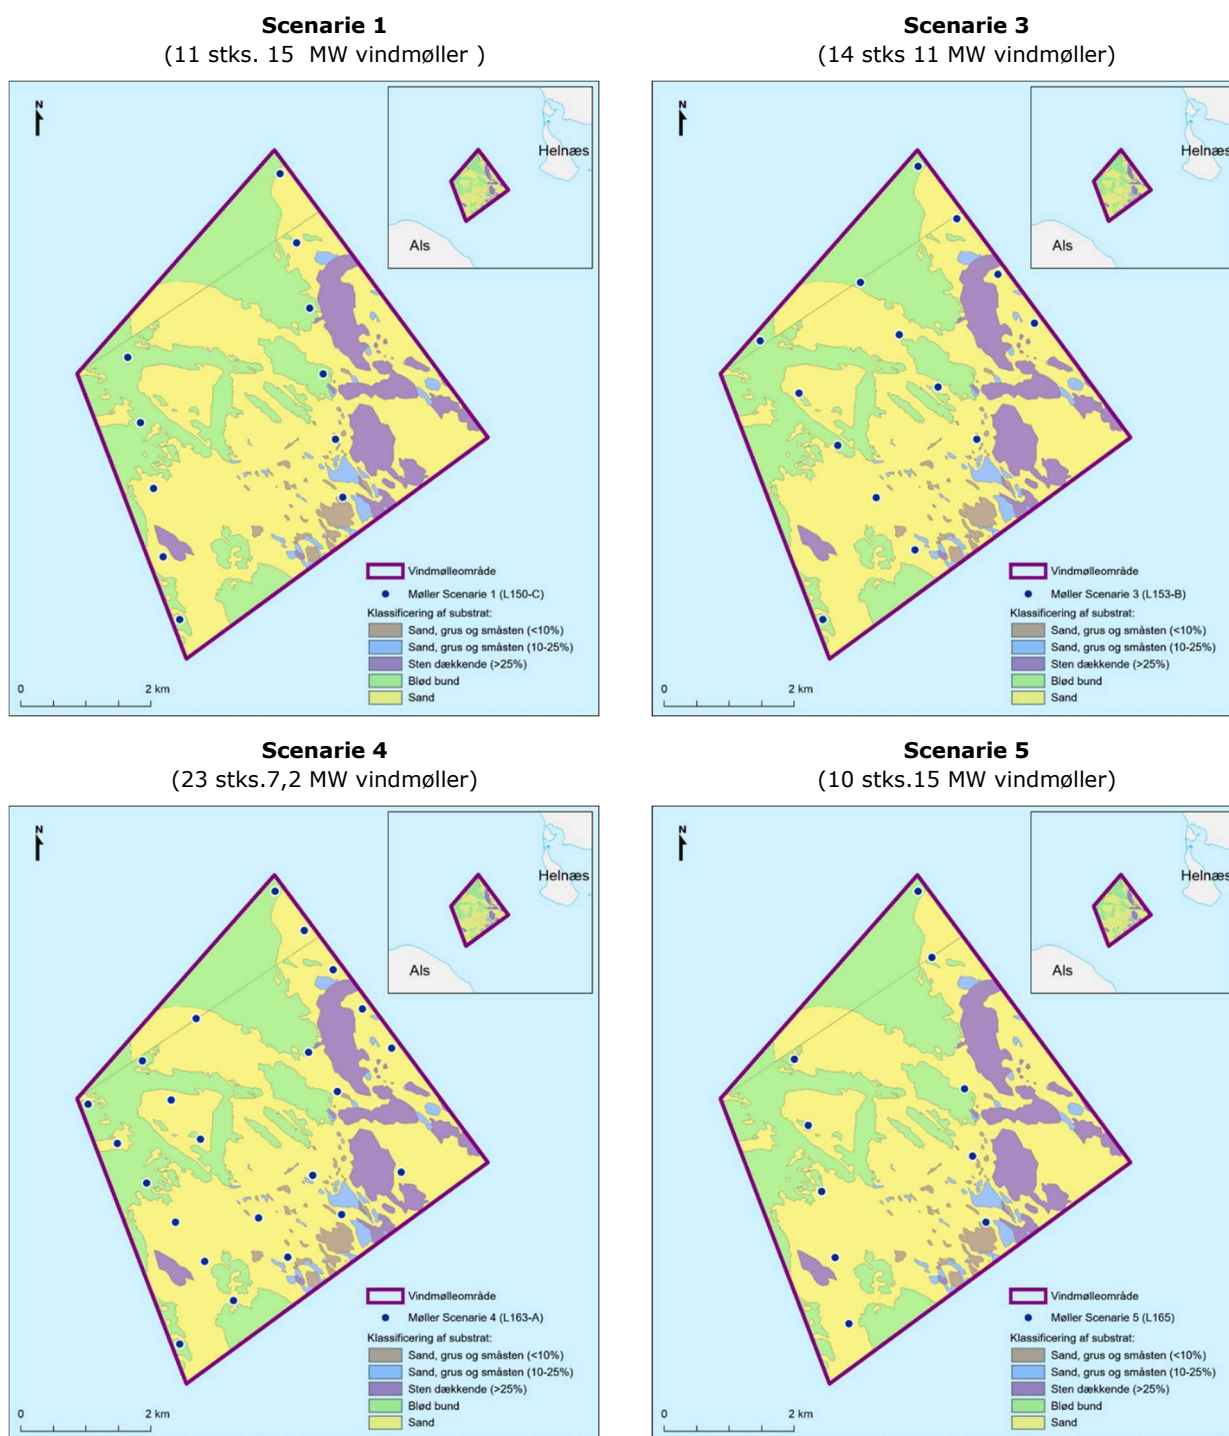 Scenarie 1
(11 stks. 15 MW vindmøller )
N
Helnæs
Als
Vindmølleområde
Møller Scenarie 1 (L150-C)
Klassificering af substrat:
Sand, grus og småsten (<10%)
Sand, grus og småsten (10-25%)
Sten dækkende (>25%)
Blød bund
Sand
0 2 km
Scenarie 3
(14 stks 11 MW vindmøller)
N
Helnæs
Als
Vindmølleområde
Møller Scenarie 3 (L153-B)
Klassificering af substrat:
Sand, grus og småsten (<10%)
Sand, grus og småsten (10-25%)
Sten dækkende (>25%)
Blød bund
Sand
0 2 km
Scenarie 4
(23 stks.7,2 MW vindmøller)
N
Helnæs
Als
Vindmølleområde
Møller Scenarie 4 (L163-A)
Klassificering af substrat:
Sand, grus og småsten (<10%)
Sand, grus og småsten (10-25%)
Sten dækkende (>25%)
Blød bund
Sand
0 2 km
Scenarie 5
(10 stks.15 MW vindmøller)
N
Helnæs
Als
Vindmølleområde
Møller Scenarie 5 (L165)
Klassificering af substrat:
Sand, grus og småsten (<10%)
Sand, grus og småsten (10-25%)
Sten dækkende (>25%)
Blød bund
Sand
0 2 km